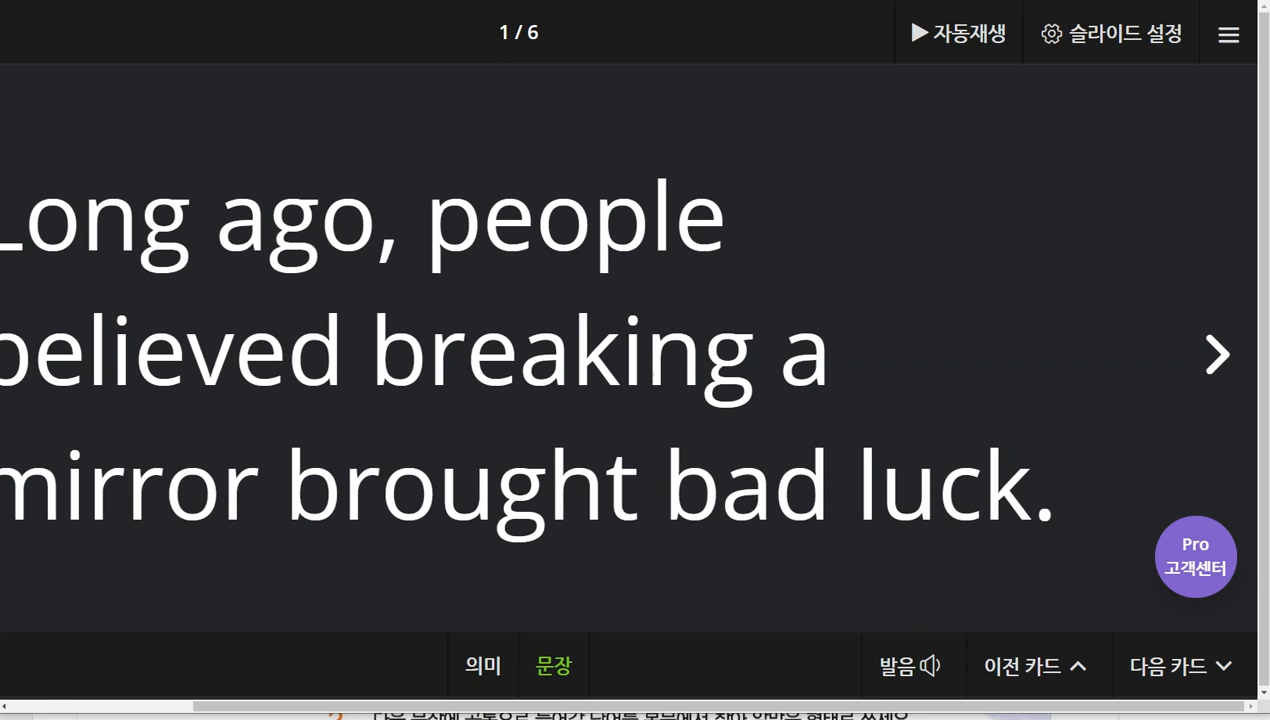 1 / 6
자동재생
슬라이드 설정
Long ago, people
believed breaking a
mirror brought bad luck.
Pro
고객센터
의미
문장
발음
이전 카드
다음 카드